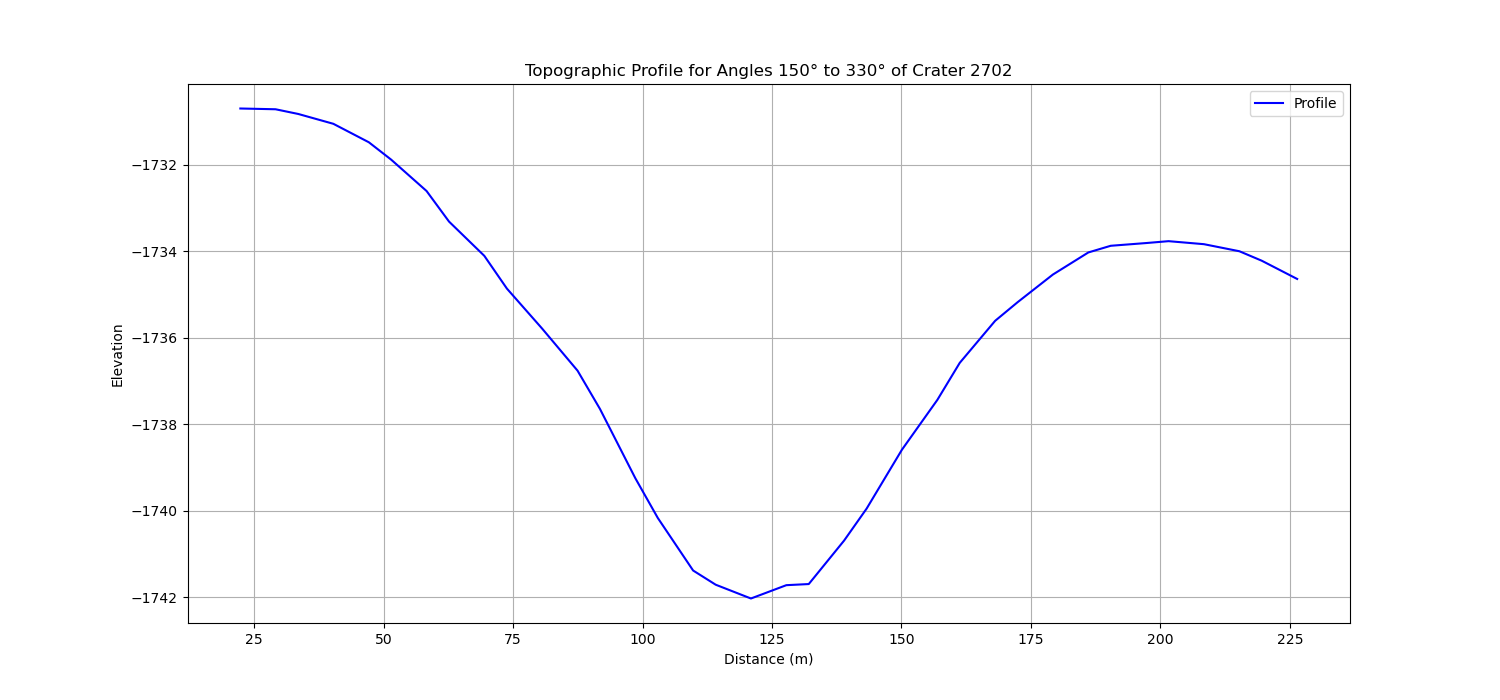 Topographic Profile for Angles 150° to 330° of Crater 2702
Profile
−1732
−1734
−1736
−1738
−1740
−1742
Elevation
25 50 75 100 125 150 175 200 225
Distance (m)